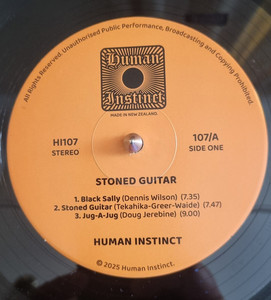 All Rights Reserved. Unauthorised Public Performance, Broadcasting and Copying Prohibited.
Human
Instinct
MADE IN NEW ZEALAND
HI107
STEREO
107/A
SIDE ONE
STONED GUITAR
1. Black Sally (Dennis Wilson) (7.35)
2. Stoned Guitar (Tekahika-Greer-Waide) (7.47)
3. Jug-A-Jug (Doug Jerebine) (9.00)
HUMAN INSTINCT
© 2025 Human Instinct.